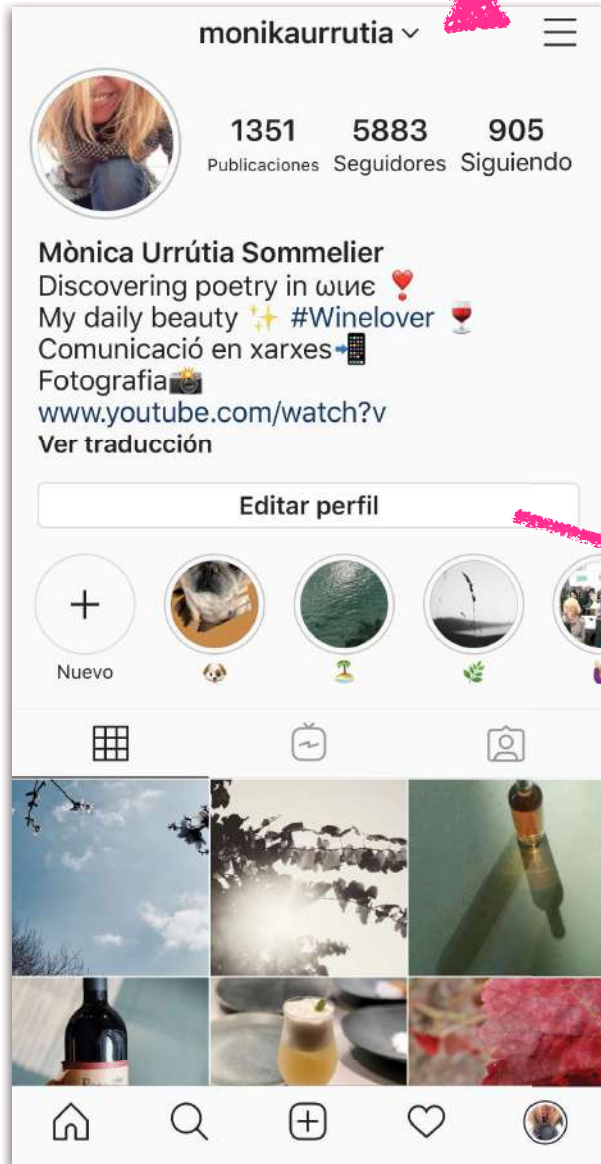 monikaurrutia
1351 5883 905
Publicaciones Seguidores Siguiendo
Mònica Urrútia Sommelier
Discovering poetry in ωιηє ❣️
My daily beauty ✨ #Winelover 🍷
Comunicació en xarxes📲
Fotografia📸
www.youtube.com/watch?v
Ver traducción
Editar perfil
Nuevo